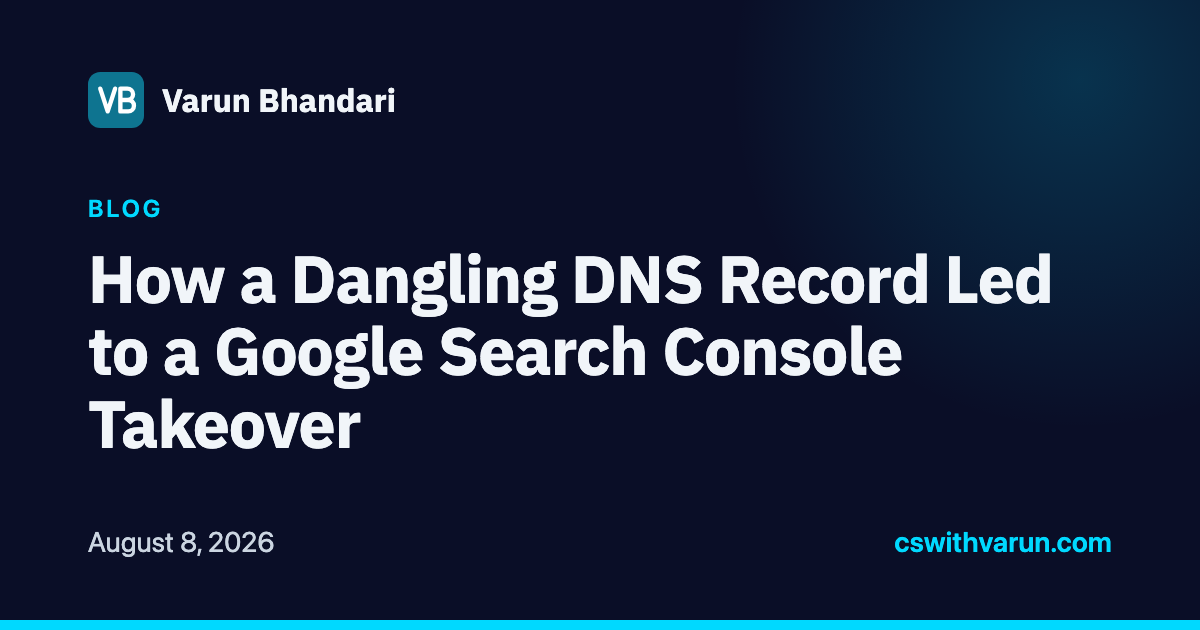 VB
Varun Bhandari
BLOG
How a Dangling DNS Record Led
to a Google Search Console
Takeover
August 8, 2026
cswithvarun.com